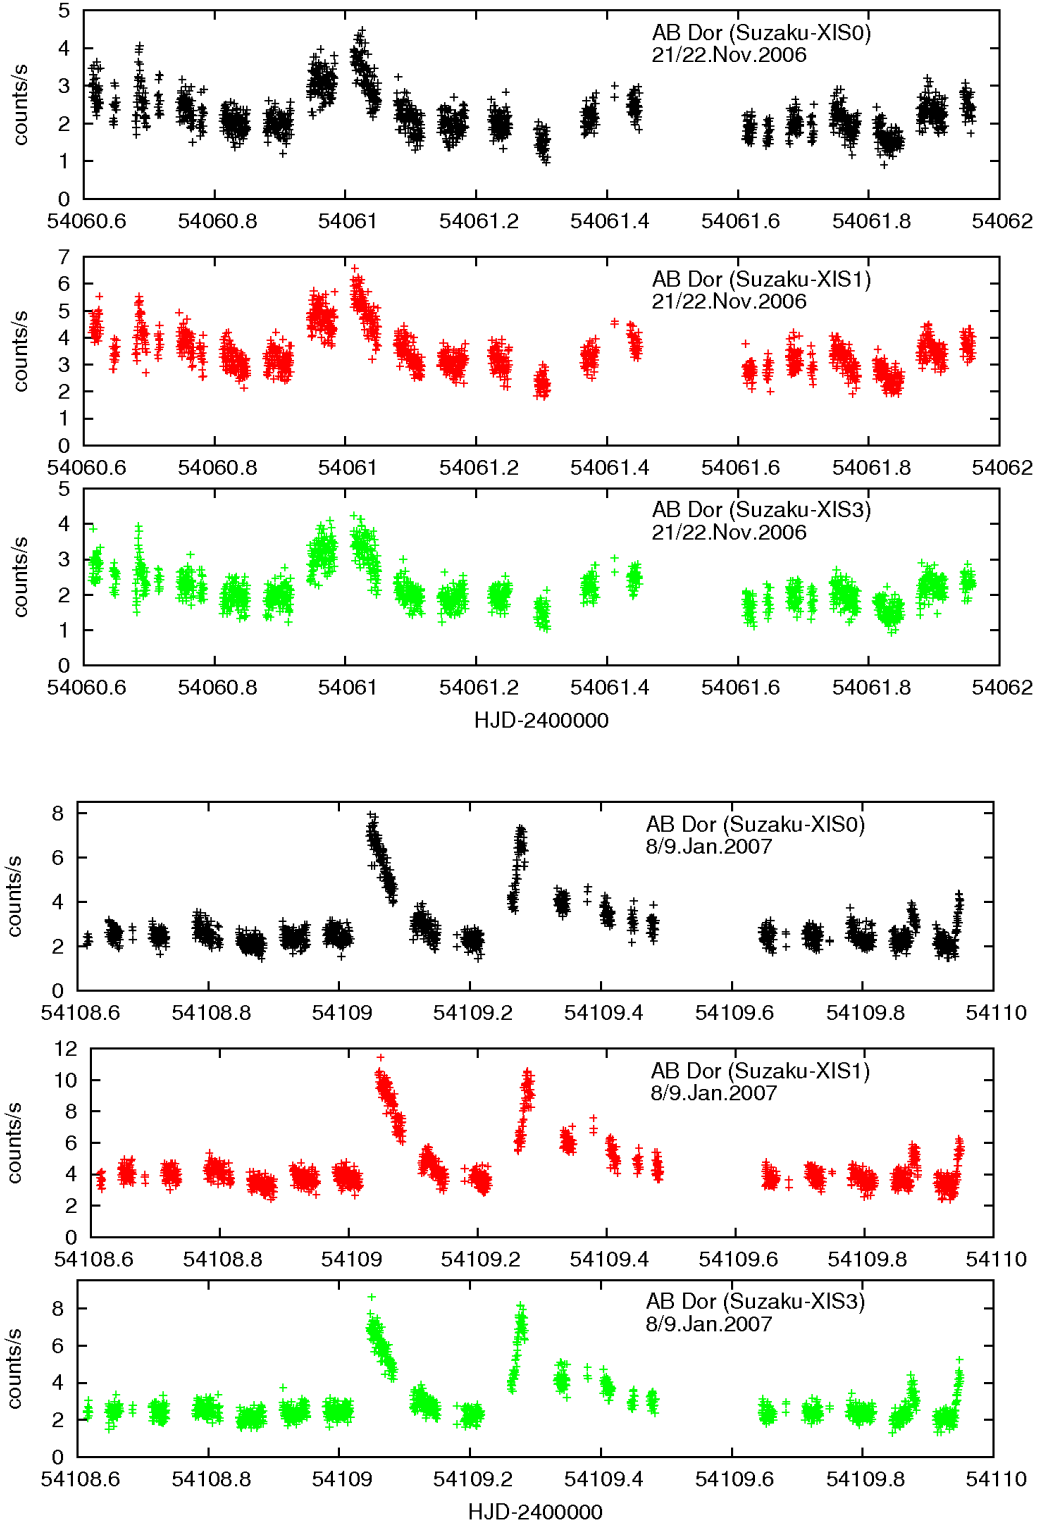 5
4
3
2
1
0
counts/s
AB Dor (Suzaku-XIS0)
21/22.Nov.2006
54060.6 54060.8 54061 54061.2 54061.4 54061.6 54061.8 54062
7
6
5
4
3
2
1
0
counts/s
AB Dor (Suzaku-XIS1)
21/22.Nov.2006
54060.6 54060.8 54061 54061.2 54061.4 54061.6 54061.8 54062
5
4
3
2
1
0
counts/s
AB Dor (Suzaku-XIS3)
21/22.Nov.2006
54060.6 54060.8 54061 54061.2 54061.4 54061.6 54061.8 54062
HJD-2400000
8
6
4
2
0
counts/s
AB Dor (Suzaku-XIS0)
8/9.Jan.2007
54108.6 54108.8 54109 54109.2 54109.4 54109.6 54109.8 54110
12
10
8
6
4
2
0
counts/s
AB Dor (Suzaku-XIS1)
8/9.Jan.2007
54108.6 54108.8 54109 54109.2 54109.4 54109.6 54109.8 54110
8
6
4
2
0
counts/s
AB Dor (Suzaku-XIS3)
8/9.Jan.2007
54108.6 54108.8 54109 54109.2 54109.4 54109.6 54109.8 54110
HJD-2400000